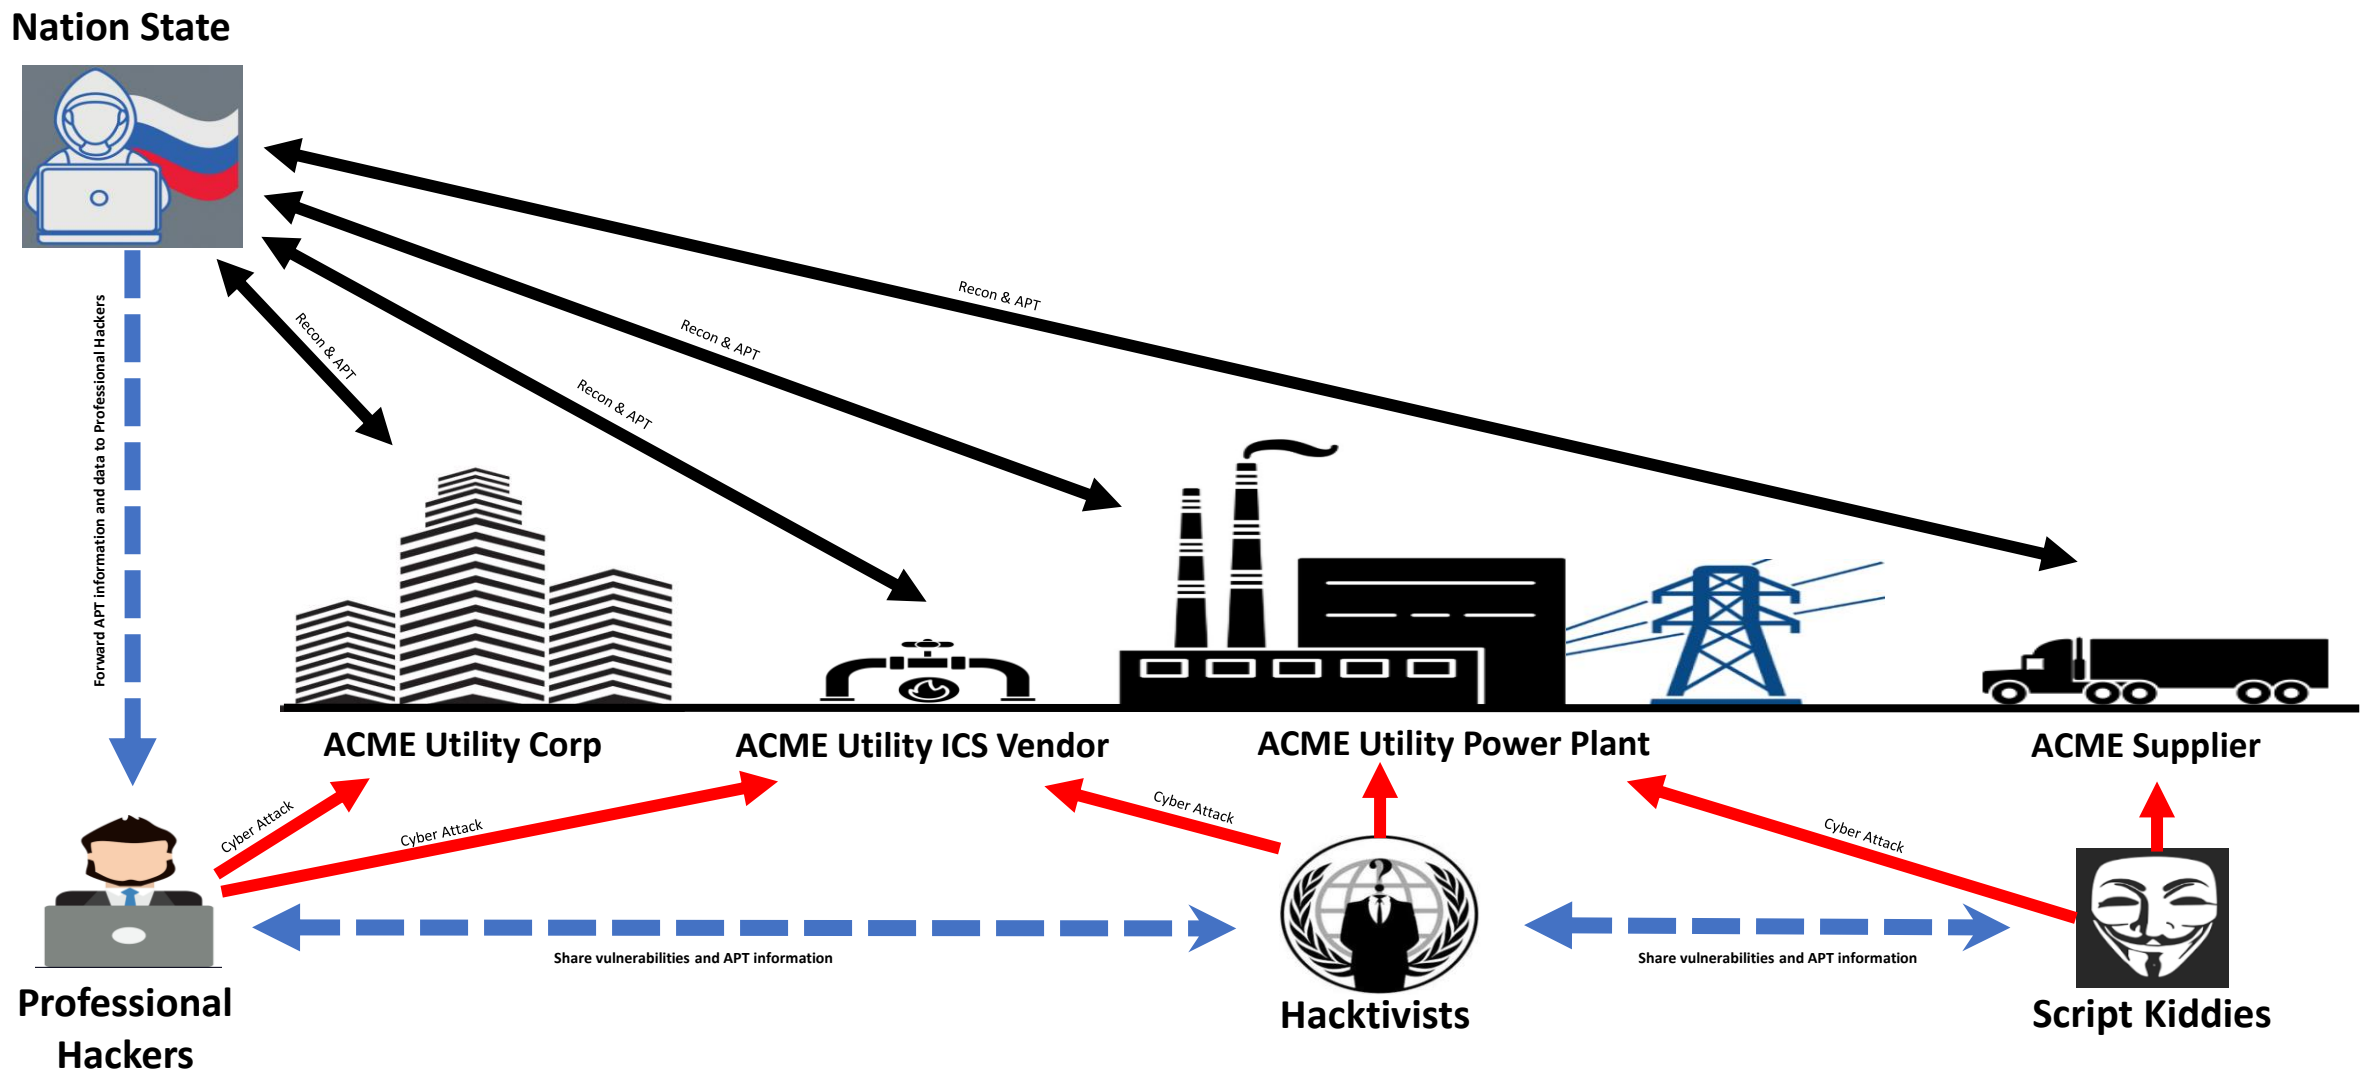 Nation State
Recon & APT
Recon & APT
Recon & APT
Recon & APT
Forward APT information and data to Professional Hackers
ACME Utility Corp
ACME Utility ICS Vendor
ACME Utility Power Plant
ACME Supplier
Cyber Attack
Cyber Attack
Cyber Attack
Cyber Attack
?
Share vulnerabilities and APT information
Share vulnerabilities and APT information
Professional
Hackers
Hacktivists
Script Kiddies